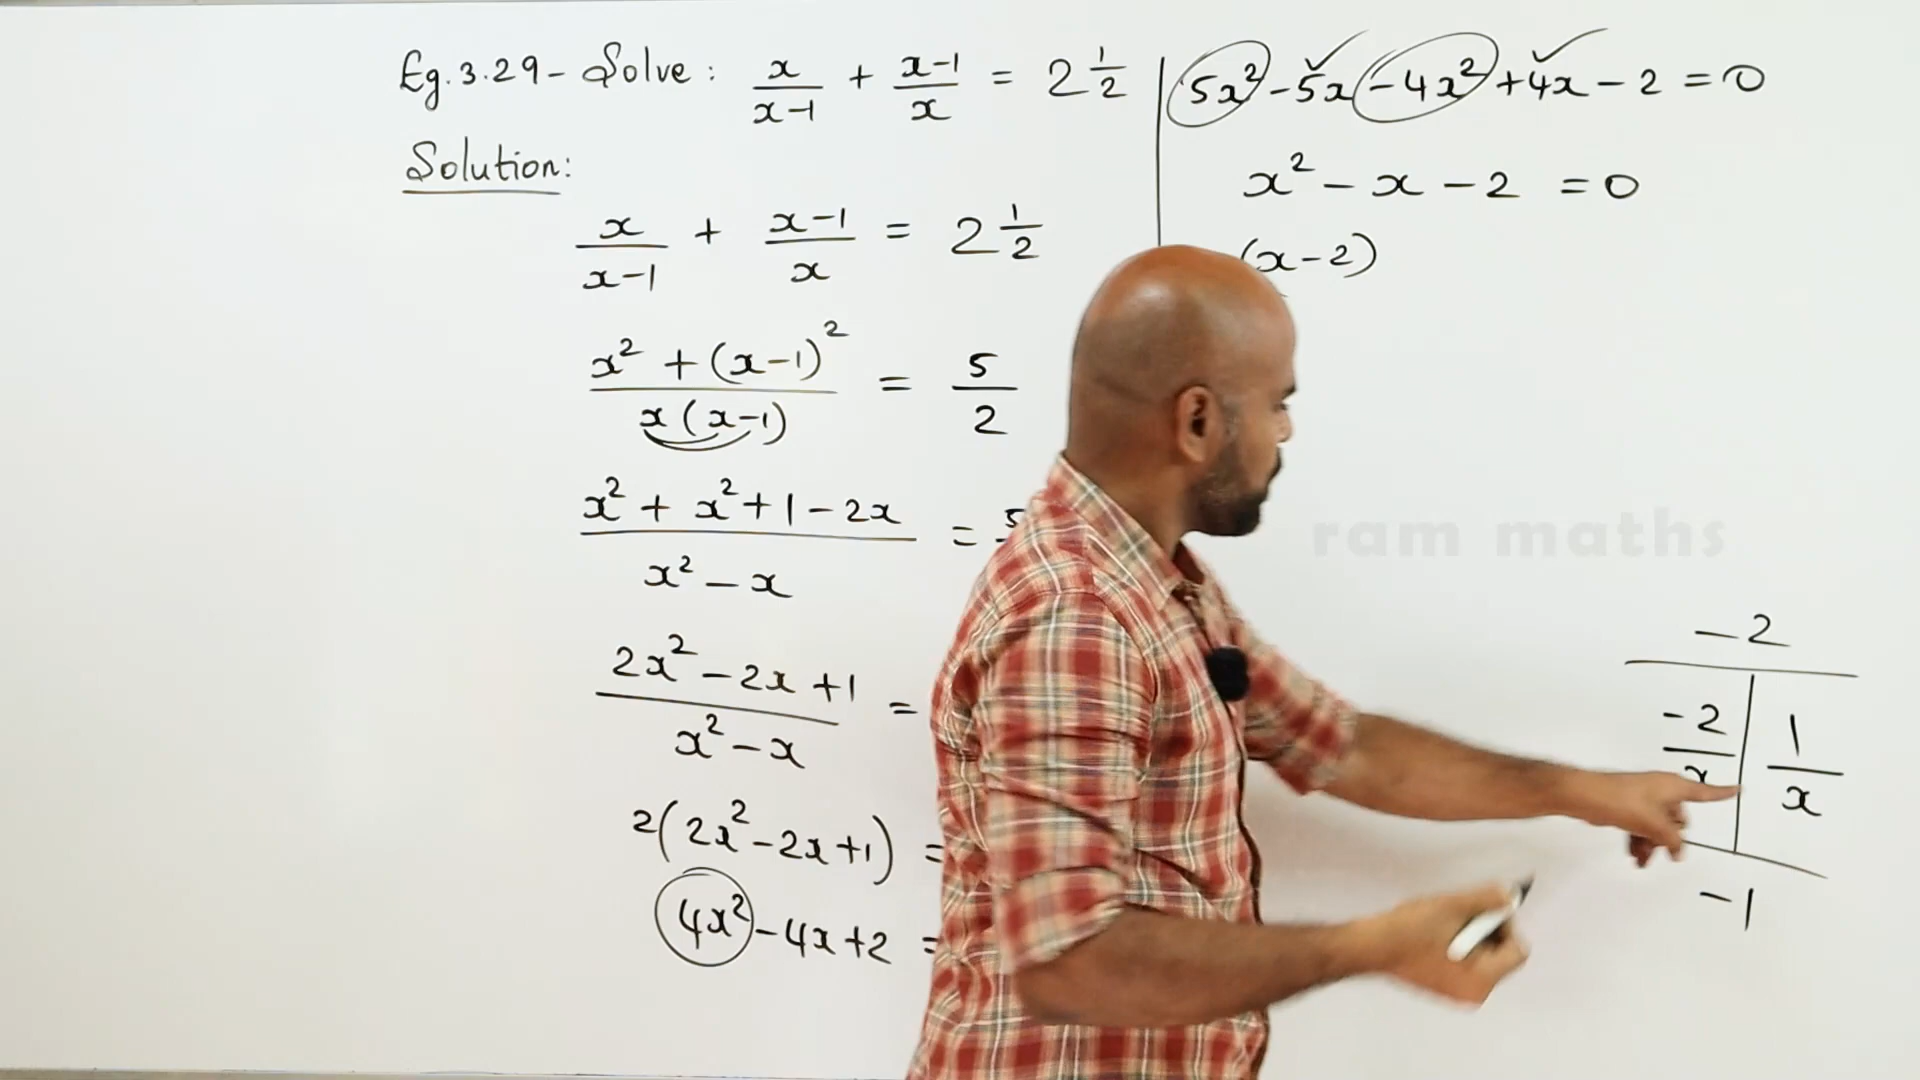 Eg. 3.29 - Solve : x/(x-1) + (x-1)/x = 2 1/2
Solution:
x/(x-1) + (x-1)/x = 2 1/2
(x² + (x-1)²)/(x(x-1)) = 5/2
(x² + x² + 1 - 2x)/(x² - x) = 5
(2x² - 2x + 1)/(x² - x) =
2(2x² - 2x + 1) =
4x² - 4x + 2 =
5x² - 5x - 4x² + 4x - 2 = 0
x² - x - 2 = 0
(x-2)
ram maths
-2
-2/x | 1/x
-1